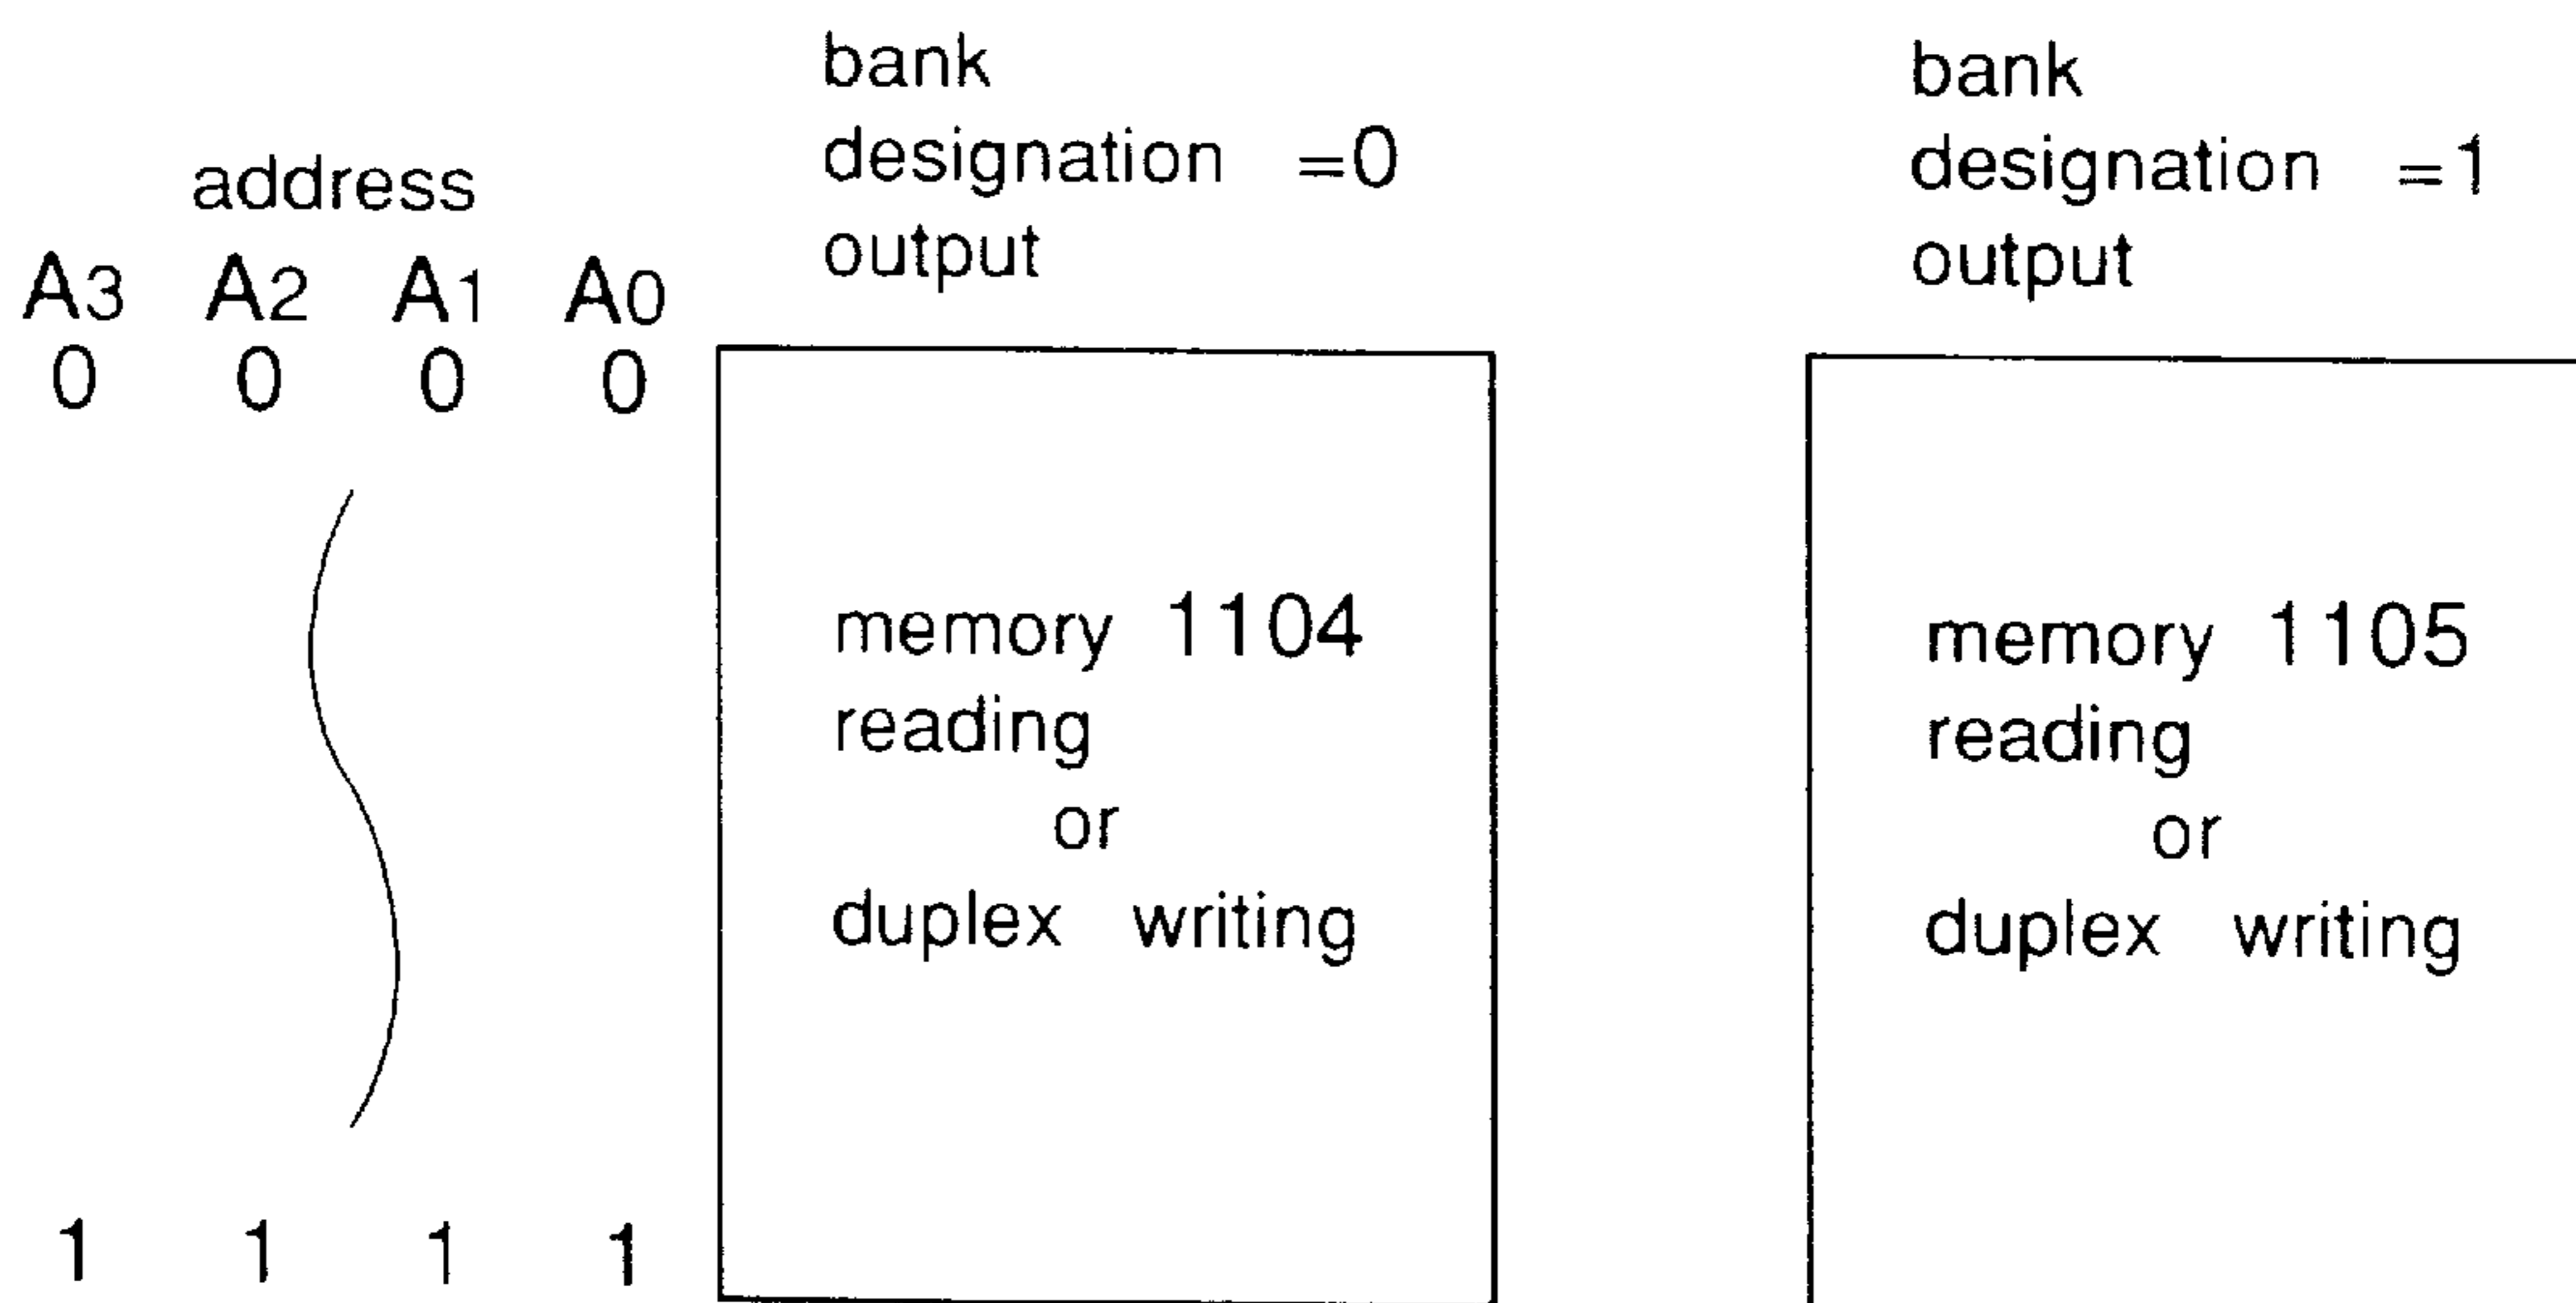 address
A3 A2 A1 A0
0 0 0 0
1 1 1 1
bank
designation =0
output
memory 1104
reading
or
duplex writing
bank
designation =1
output
memory 1105
reading
or
duplex writing